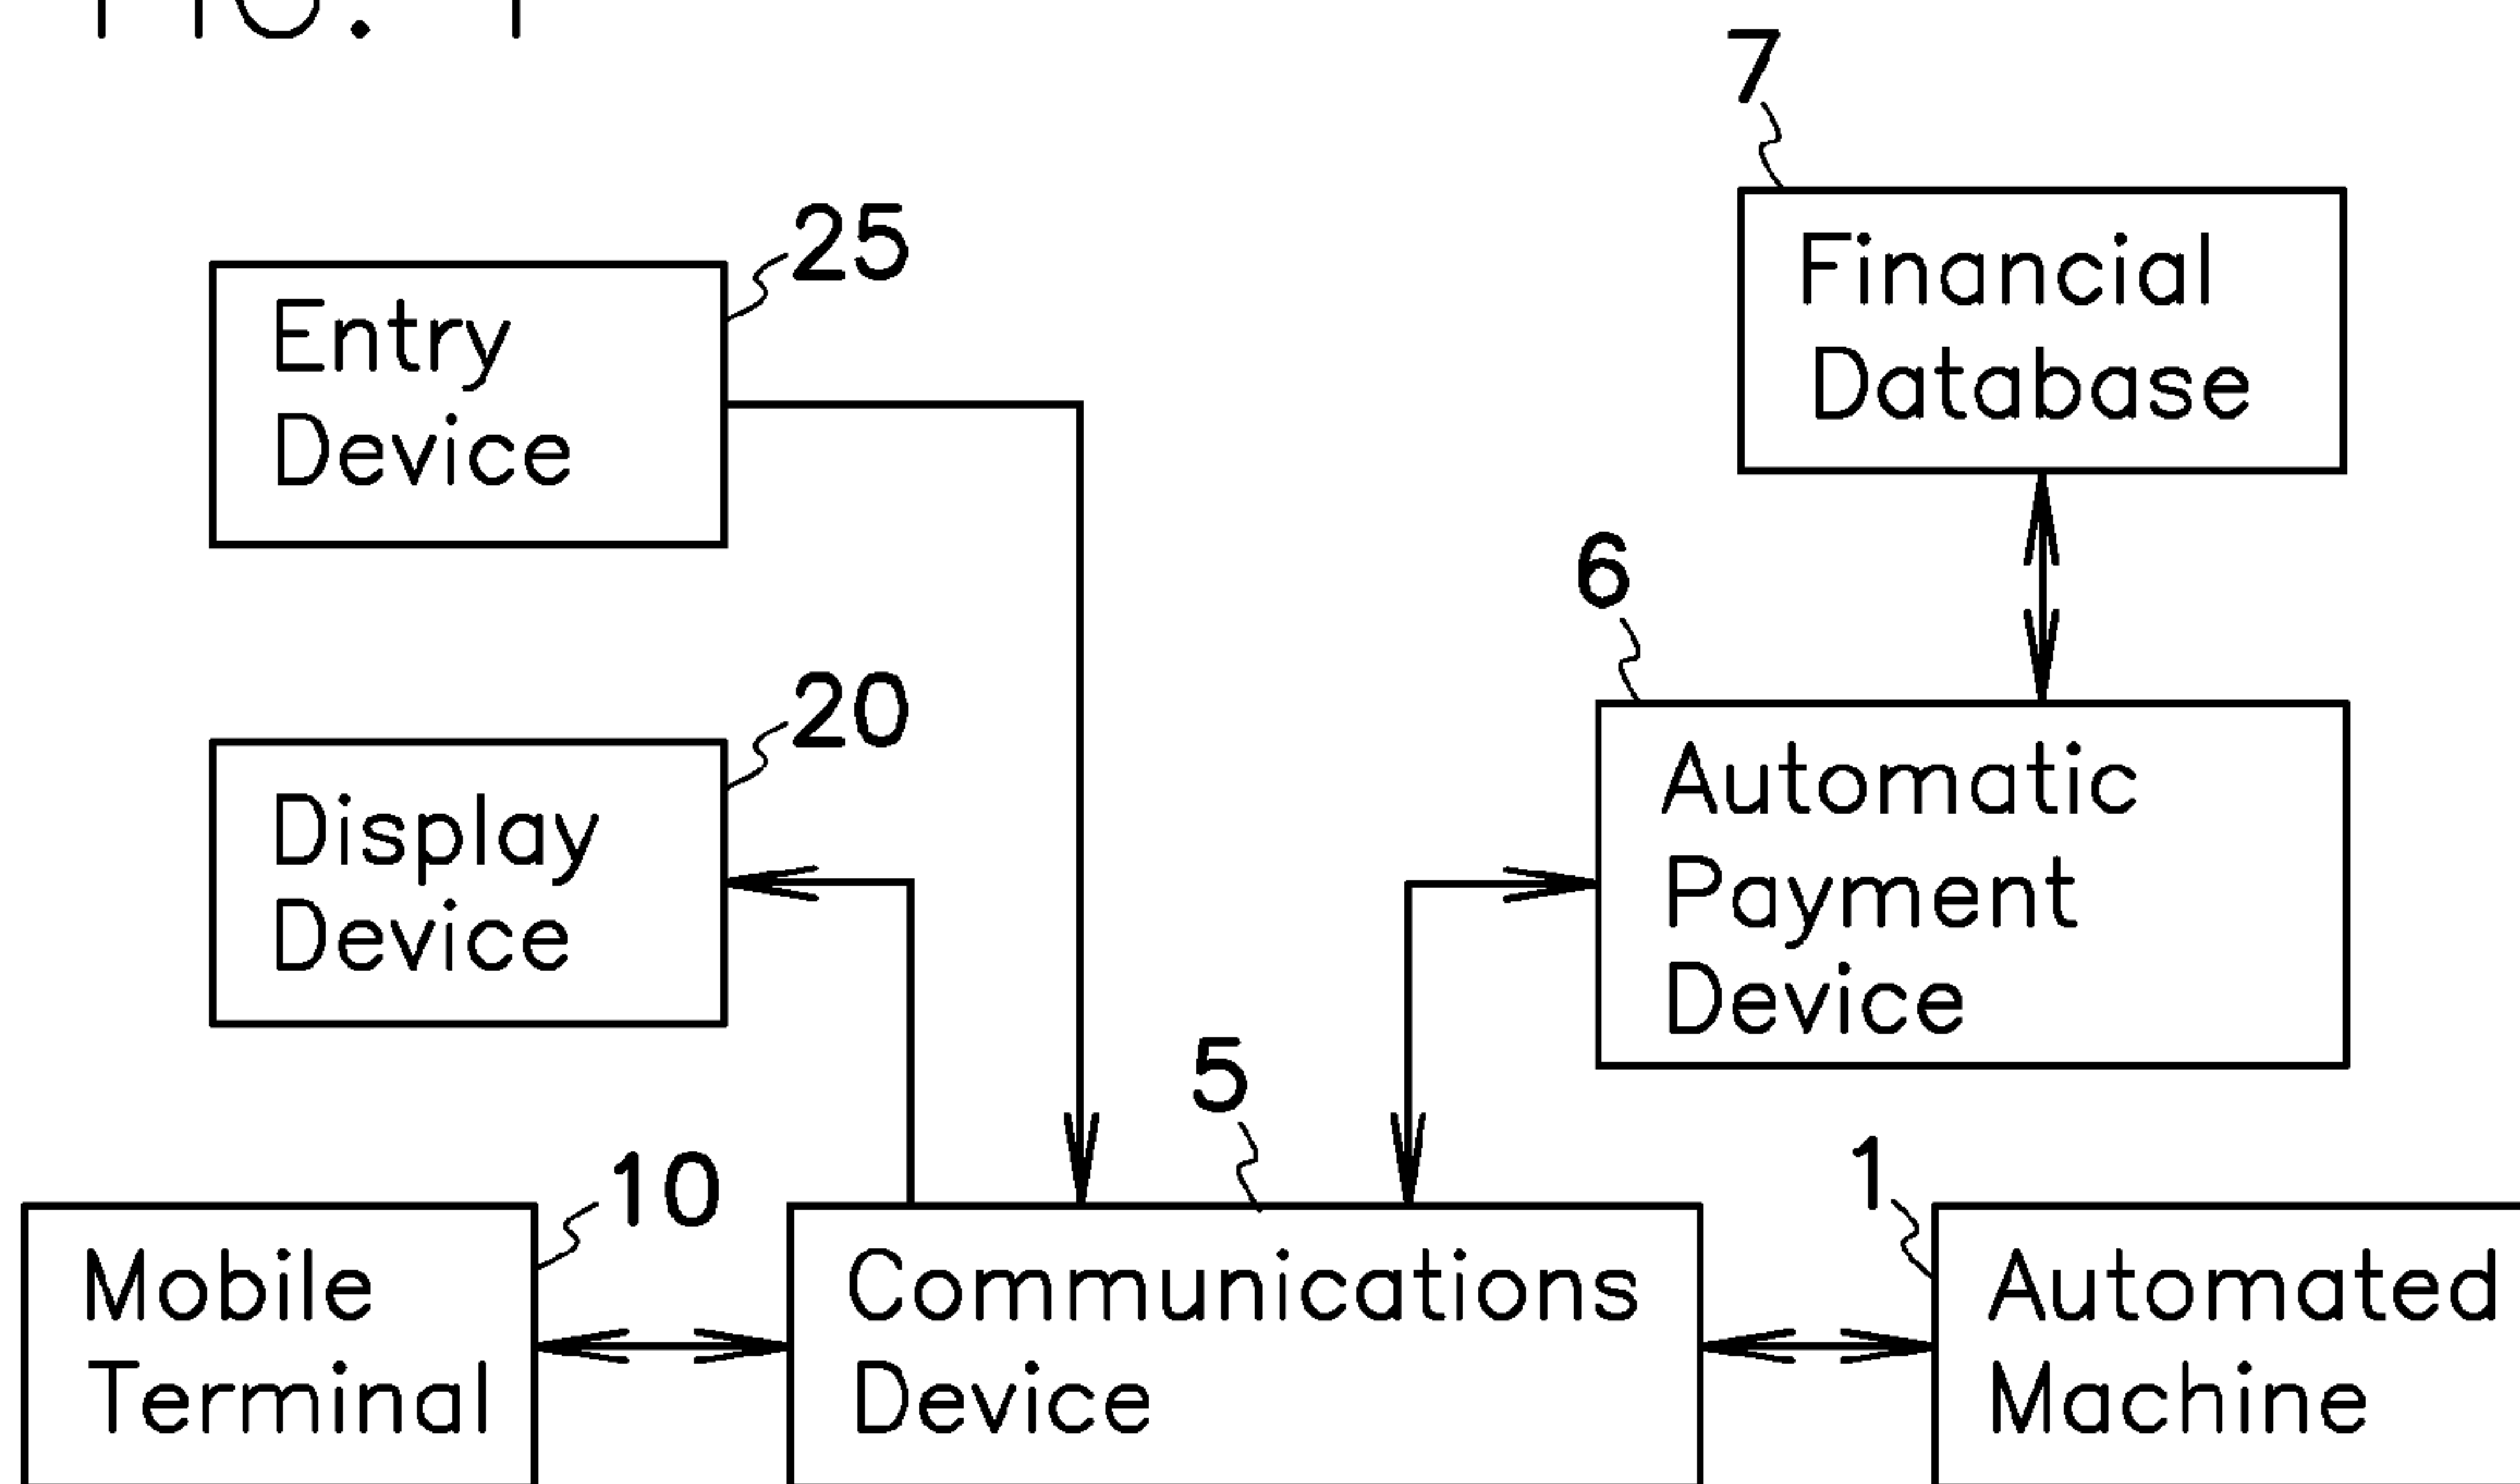 7
25
Financial
Database
Entry
Device
6
20
Automatic
Payment
Device
Display
Device
5
1
10
Mobile
Terminal
Communications
Device
Automated
Machine